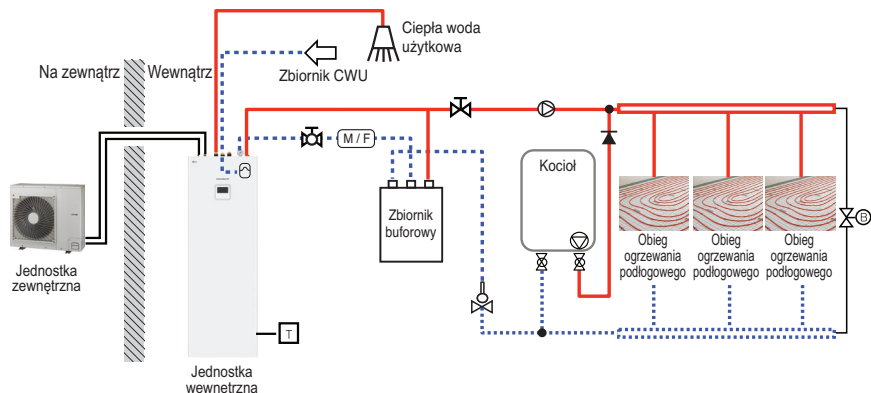 Ciepła woda
użytkowa
Na zewnątrz
Wewnątrz
Zbiornik CWU
M / F
Kocioł
Zbiornik
buforowy
B
Obieg
ogrzewania
podłogowego
Obieg
ogrzewania
podłogowego
Obieg
ogrzewania
podłogowego
Jednostka
zewnętrzna
T
Jednostka
wewnetrzna